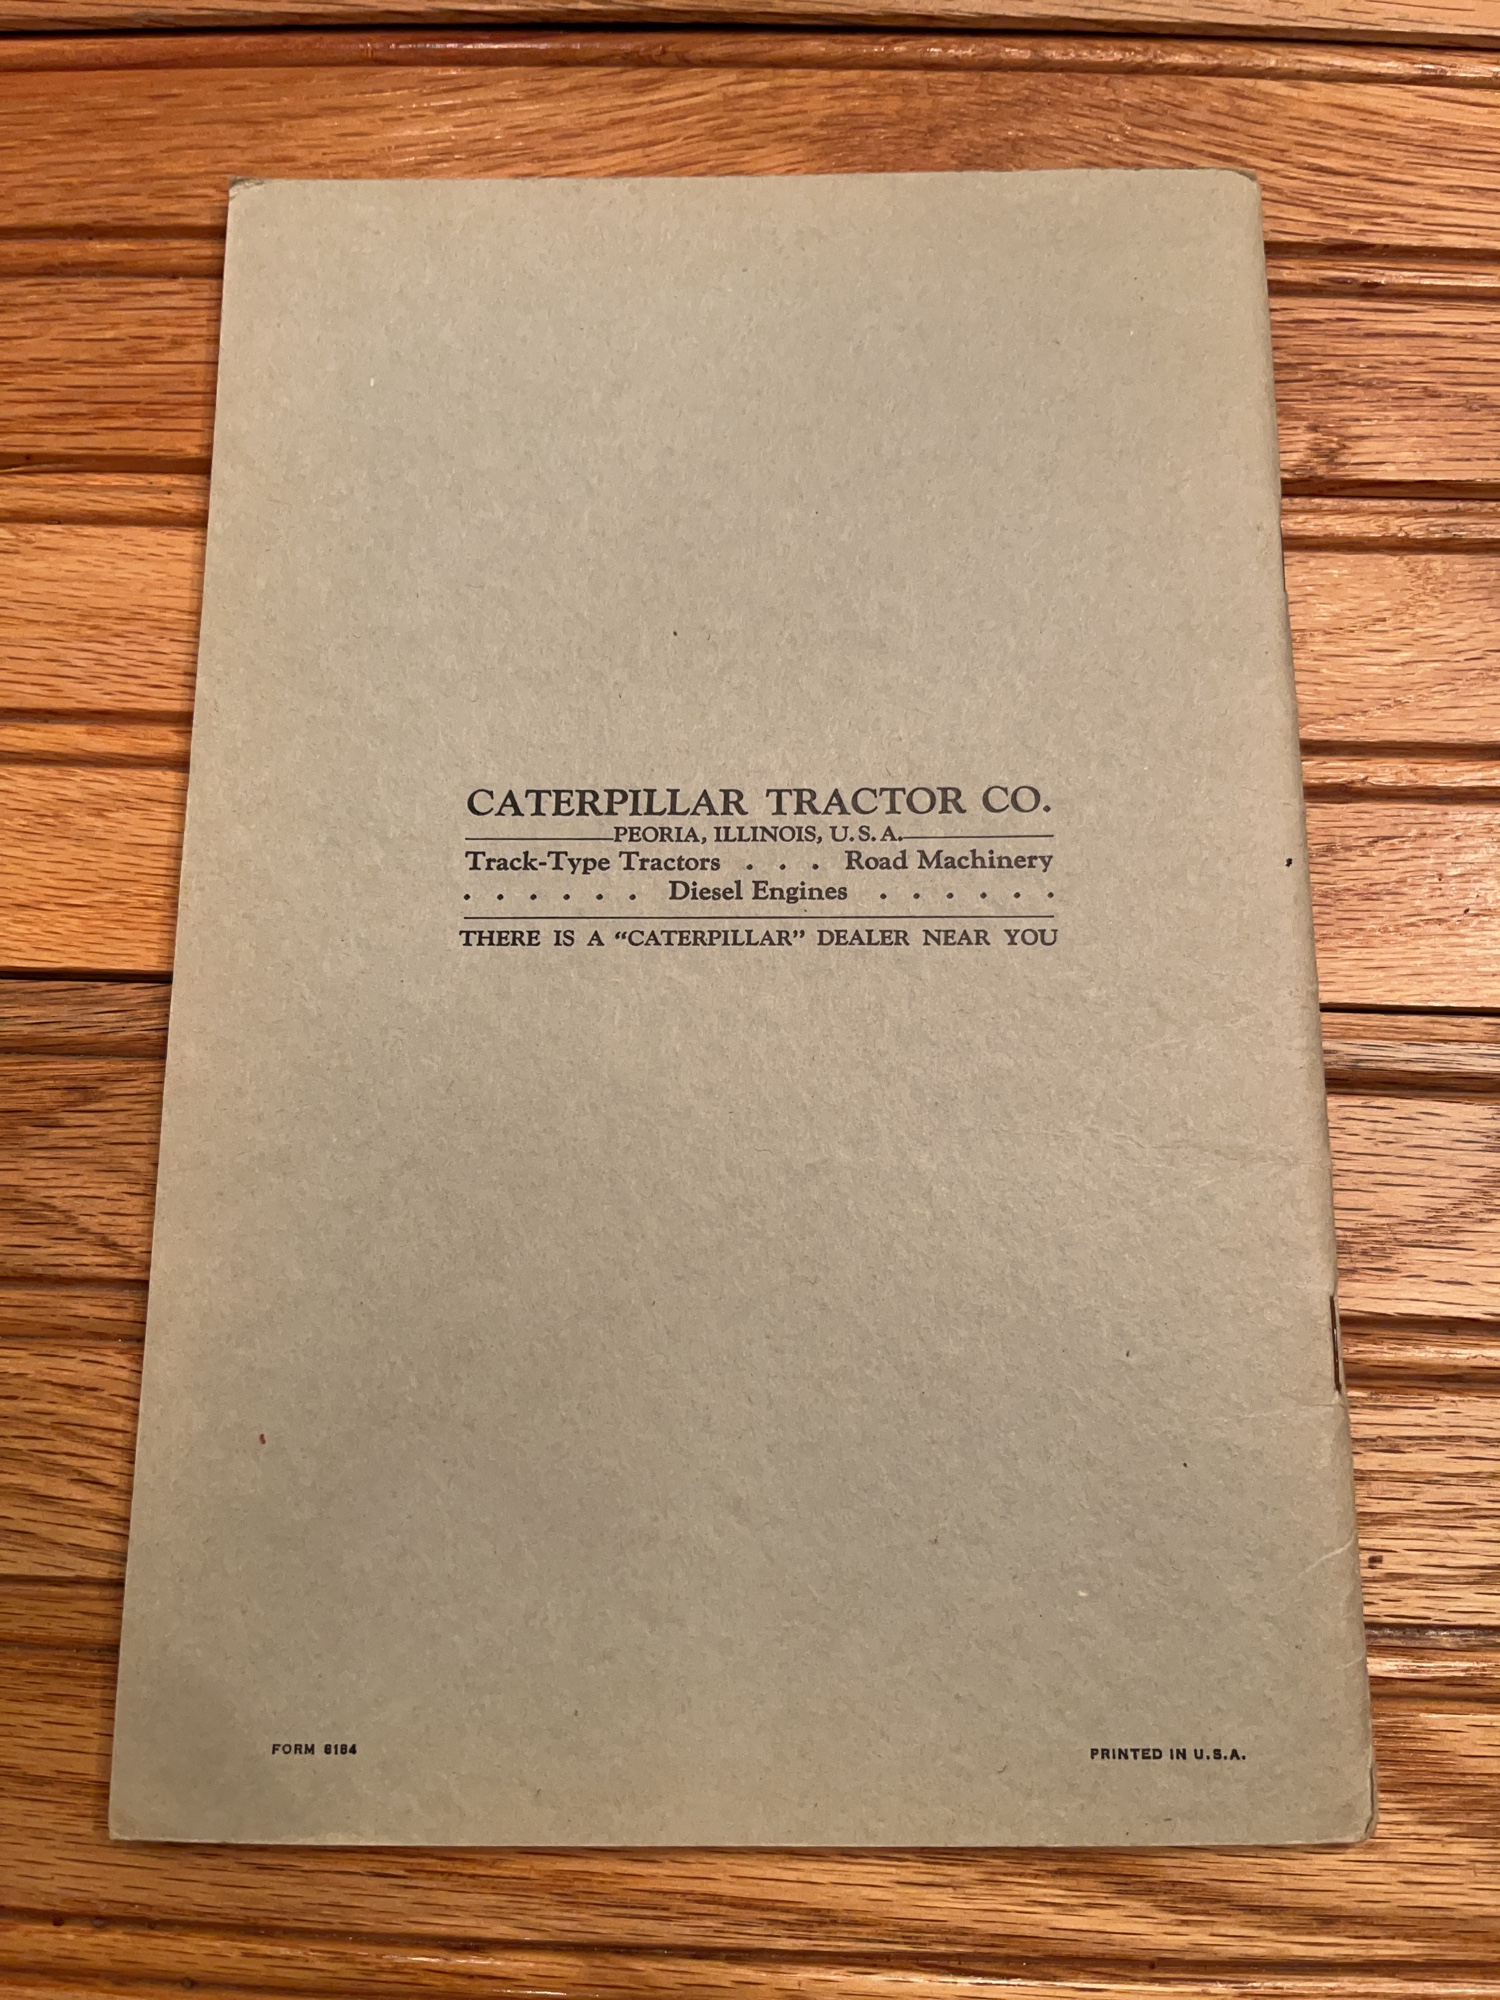 CATERPILLAR TRACTOR CO.
PEORIA, ILLINOIS, U.S.A.
Track-Type Tractors . . . Road Machinery
. . . . . . Diesel Engines . . . . . .
THERE IS A “CATERPILLAR” DEALER NEAR YOU
FORM 8184
PRINTED IN U.S.A.